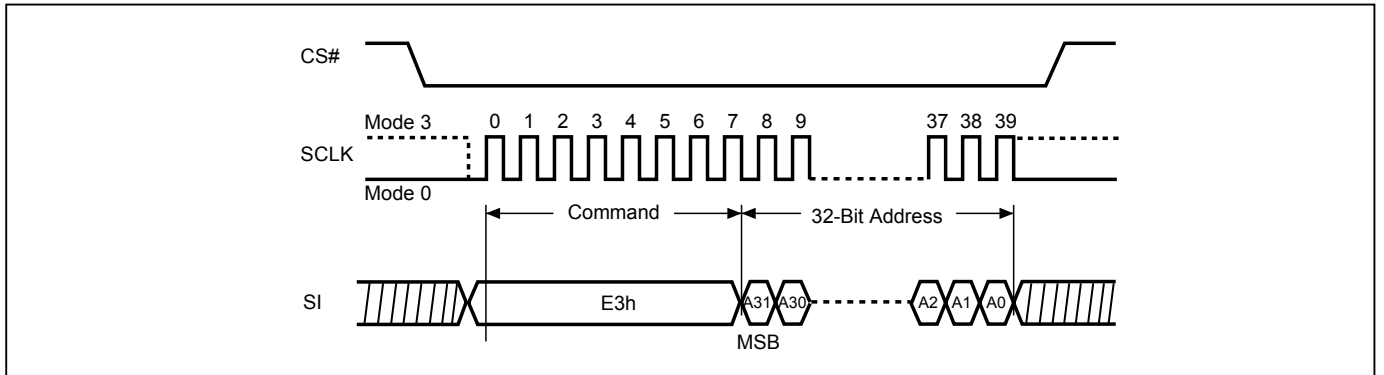 CS#
Mode 3
0 1 2 3 4 5 6 7 8 9 37 38 39
SCLK
Mode 0
Command 32-Bit Address
SI E3h A31 A30 A2 A1 A0
MSB